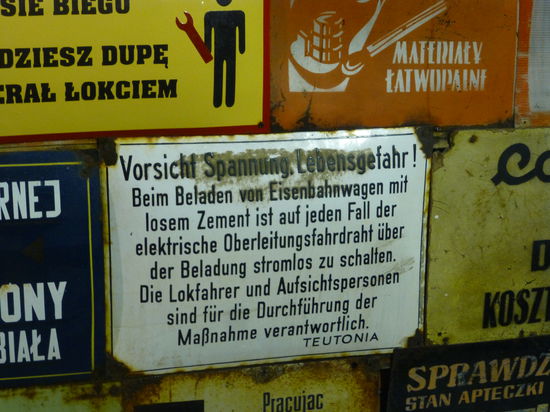 SIE BIEGO
DZIESZ DUPĘ
ERAŁ ŁOKCIEM
MATERIAŁY
ŁATWOPALNE
Vorsicht Spannung. Lebensgefahr!
Beim Beladen von Eisenbahnwagen mit
losem Zement ist auf jeden Fall der
elektrische Oberleitungsfahrdraht über
der Beladung stromlos zu schalten.
Die Lokfahrer und Aufsichtspersonen
sind für die Durchführung der
Maßnahme verantwortlich.
TEUTONIA
RNEJ
ONY
BIAŁA
KOSZ
SPRAWDŹ
STAN APTECZKI
Pracując